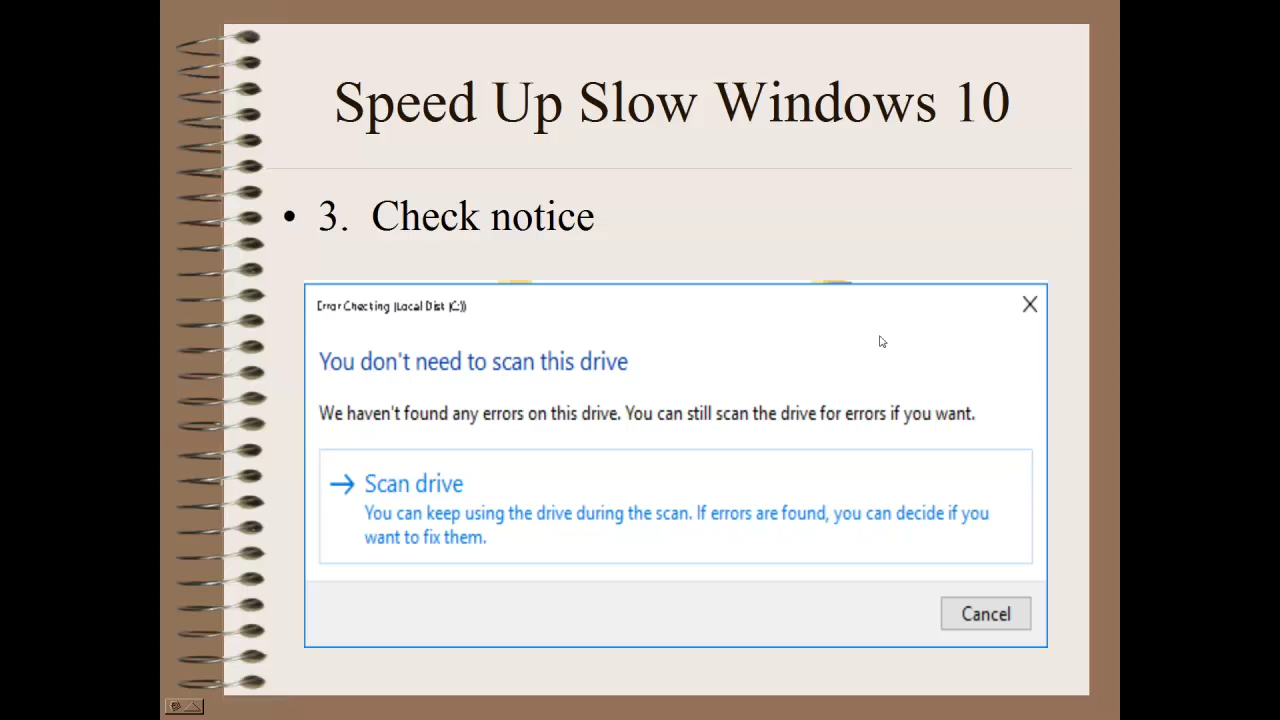 Speed Up Slow Windows 10
• 3. Check notice
Error Checking (Local Disk (C:))
You don't need to scan this drive
We haven't found any errors on this drive. You can still scan the drive for errors if you want.
Scan drive
You can keep using the drive during the scan. If errors are found, you can decide if you
want to fix them.
Cancel